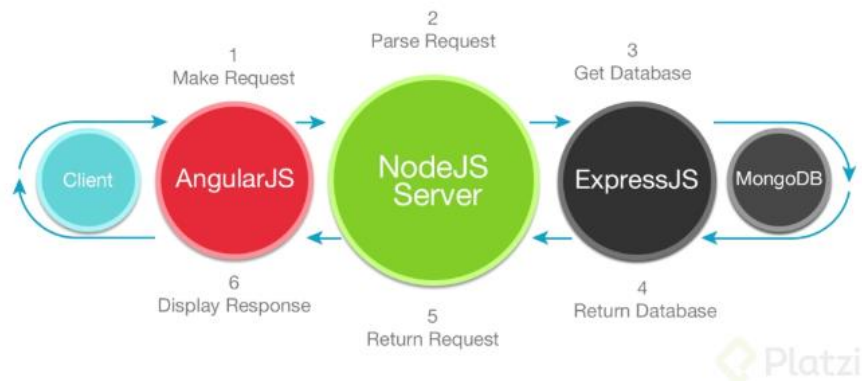 1
Make Request
2
Parse Request
3
Get Database
Client
AngularJS
NodeJS
Server
ExpressJS
MongoDB
6
Display Response
5
Return Request
4
Return Database
Platzi